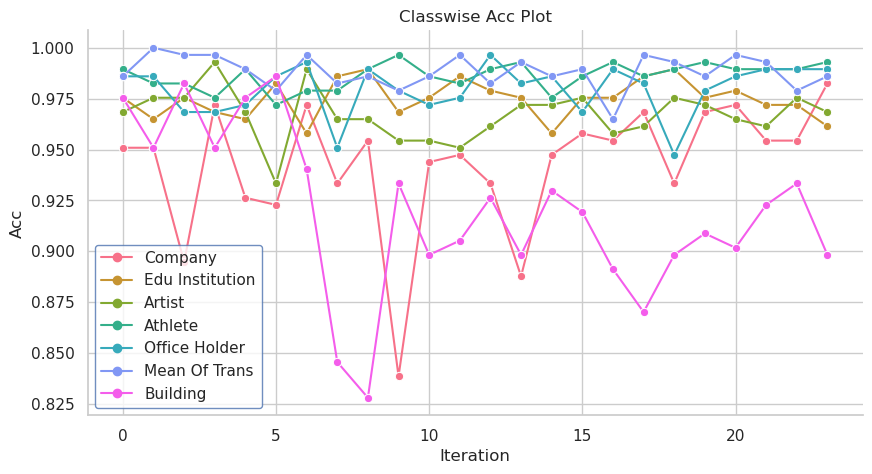 Classwise Acc Plot
1.000
0.975
0.950
0.925
0.900
0.875
0.850
0.825
Acc
Company
Edu Institution
Artist
Athlete
Office Holder
Mean Of Trans
Building
0 5 10 15 20
Iteration